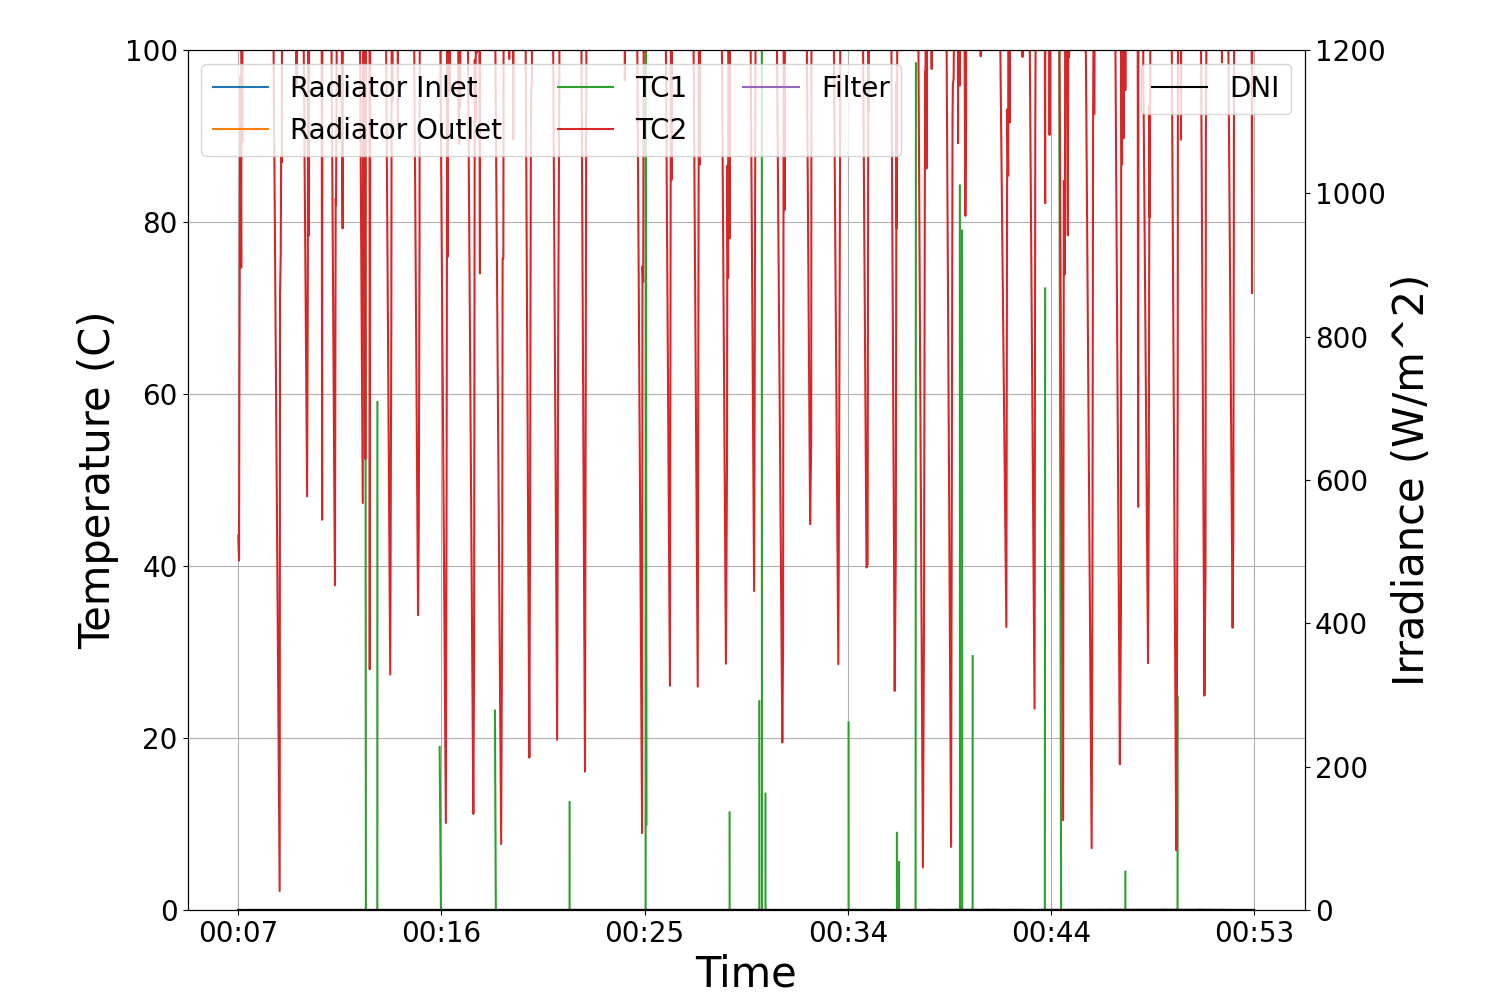 Radiator Inlet
Radiator Outlet
TC1
TC2
Filter
DNI
Temperature (C)
100
80
60
40
20
0
Irradiance (W/m^2)
1200
1000
800
600
400
200
0
00:07 00:16 00:25 00:34 00:44 00:53
Time